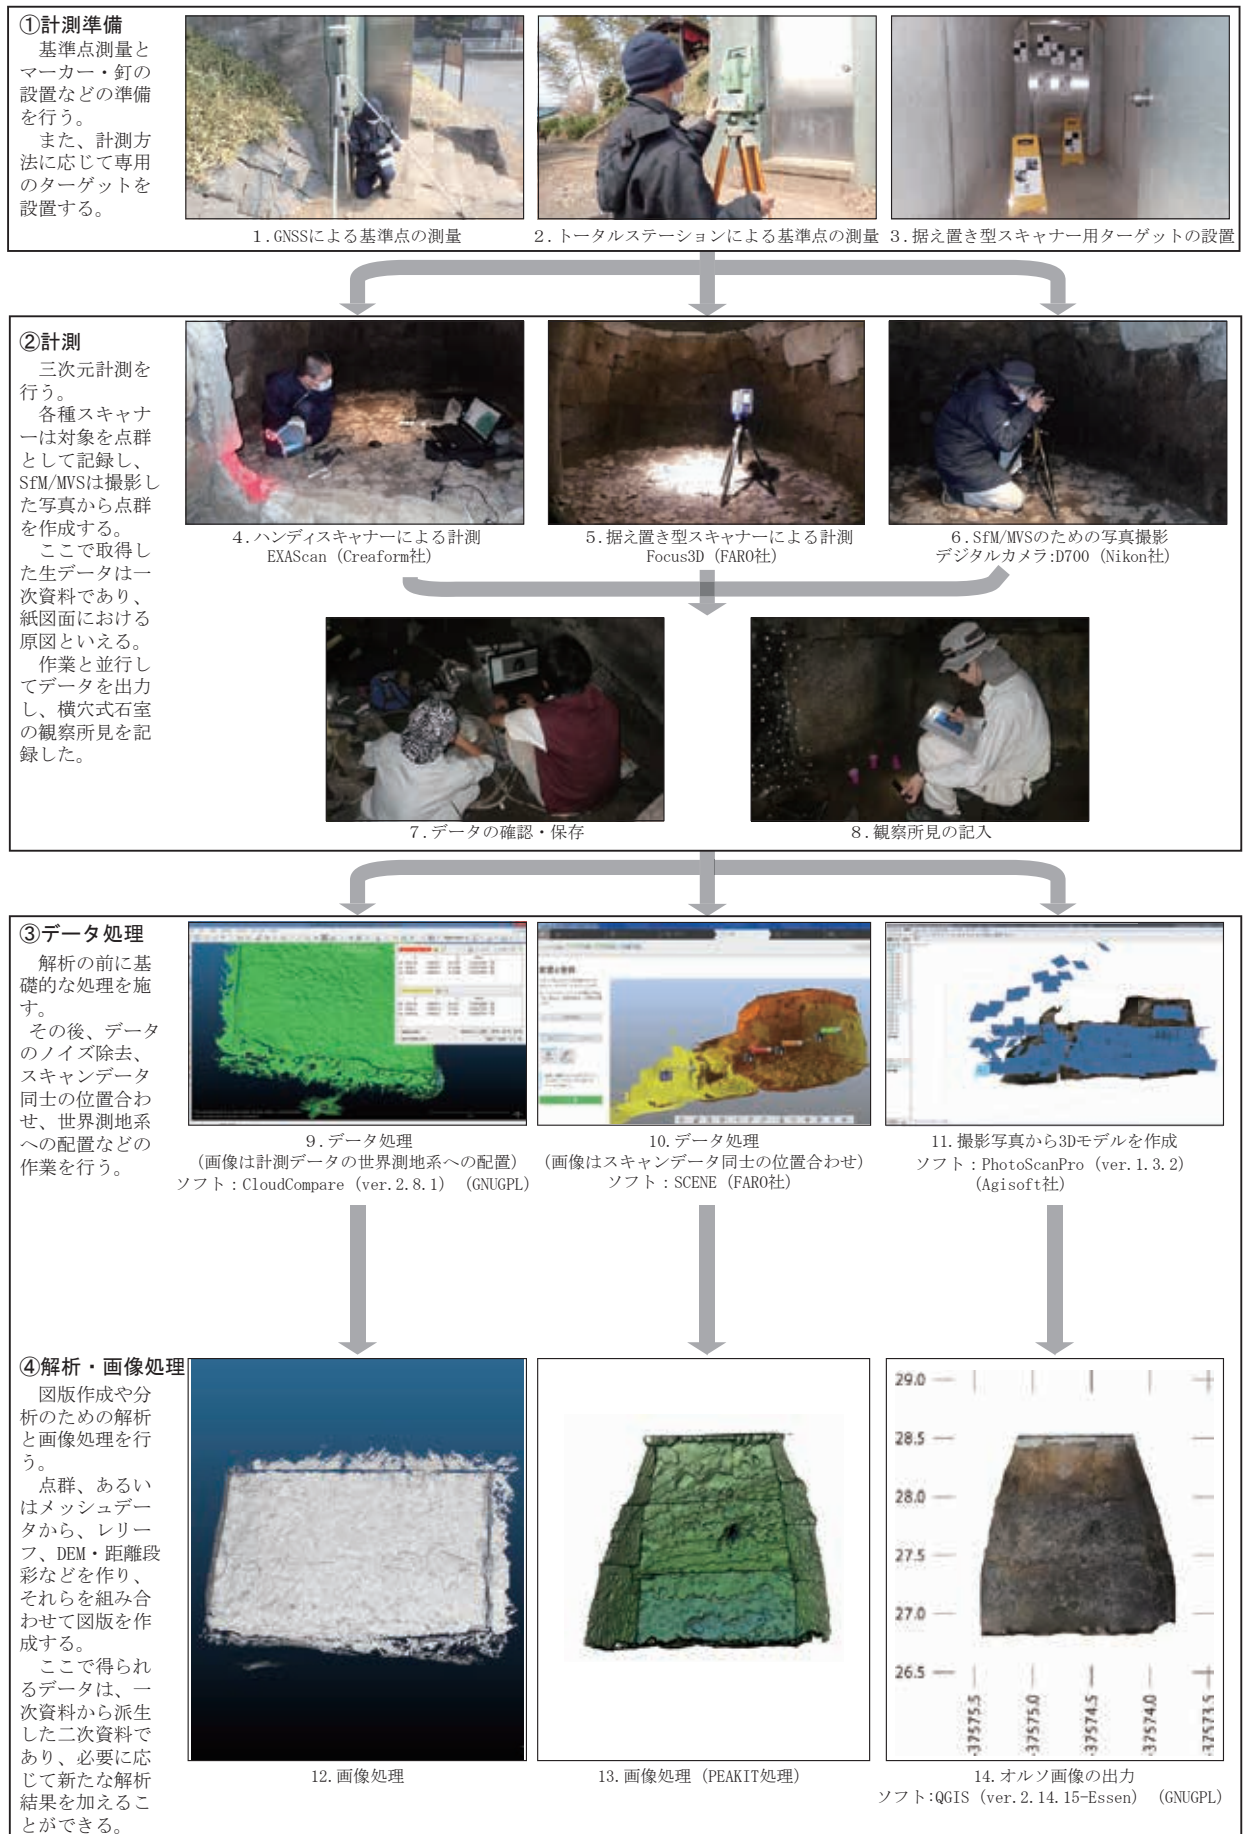 ①計測準備
基準点測量と
マーカー・釘の
設置などの準備
を行う。
また、計測方
法に応じて専用
のターゲットを
設置する。
1.GNSSによる基準点の測量
2.トータルステーションによる基準点の測量
3.据え置き型スキャナー用ターゲットの設置
②計測
三次元計測を
行う。
各種スキャナ
ーは対象を点群
として記録し、
SfM/MVSは撮影し
た写真から点群
を作成する。
ここで取得し
た生データは一
次資料であり、
紙図面における
原図といえる。
作業と並行し
てデータを出力
し、横穴式石室
の観察所見を記
録した。
4.ハンディスキャナーによる計測
EXAScan (Creaform社)
5.据え置き型スキャナーによる計測
Focus3D (FARO社)
6.SfM/MVSのための写真撮影
デジタルカメラ:D700 (Nikon社)
7.データの確認・保存
8.観察所見の記入
③データ処理
解析の前に基
礎的な処理を施
す。
その後、データ
のノイズ除去、
スキャンデータ
同士の位置合わ
せ、世界測地系
への配置などの
作業を行う。
9.データ処理
(画像は計測データの世界測地系への配置)
ソフト：CloudCompare (ver.2.8.1) (GNUGPL)
10.データ処理
(画像はスキャンデータ同士の位置合わせ)
ソフト：SCENE (FARO社)
11.撮影写真から3Dモデルを作成
ソフト：PhotoScanPro (ver.1.3.2)
(Agisoft社)
④解析・画像処理
図版作成や分
析のための解析
と画像処理を行
う。
点群、あるい
はメッシュデー
タから、レリー
フ、DEM・距離段
彩などを作り、
それらを組み合
わせて図版を作
成する。
ここで得られ
るデータは、一
次資料から派生
した二次資料で
あり、必要に応
じて新たな解析
結果を加えるこ
とができる。
12.画像処理
13.画像処理 (PEAKIT処理)
29.0
28.5
28.0
27.5
27.0
26.5
-37575.5
-37575.0
-37574.5
-37574.0
-37573.5
14.オルソ画像の出力
ソフト:QGIS (ver.2.14.15-Essen) (GNUGPL)